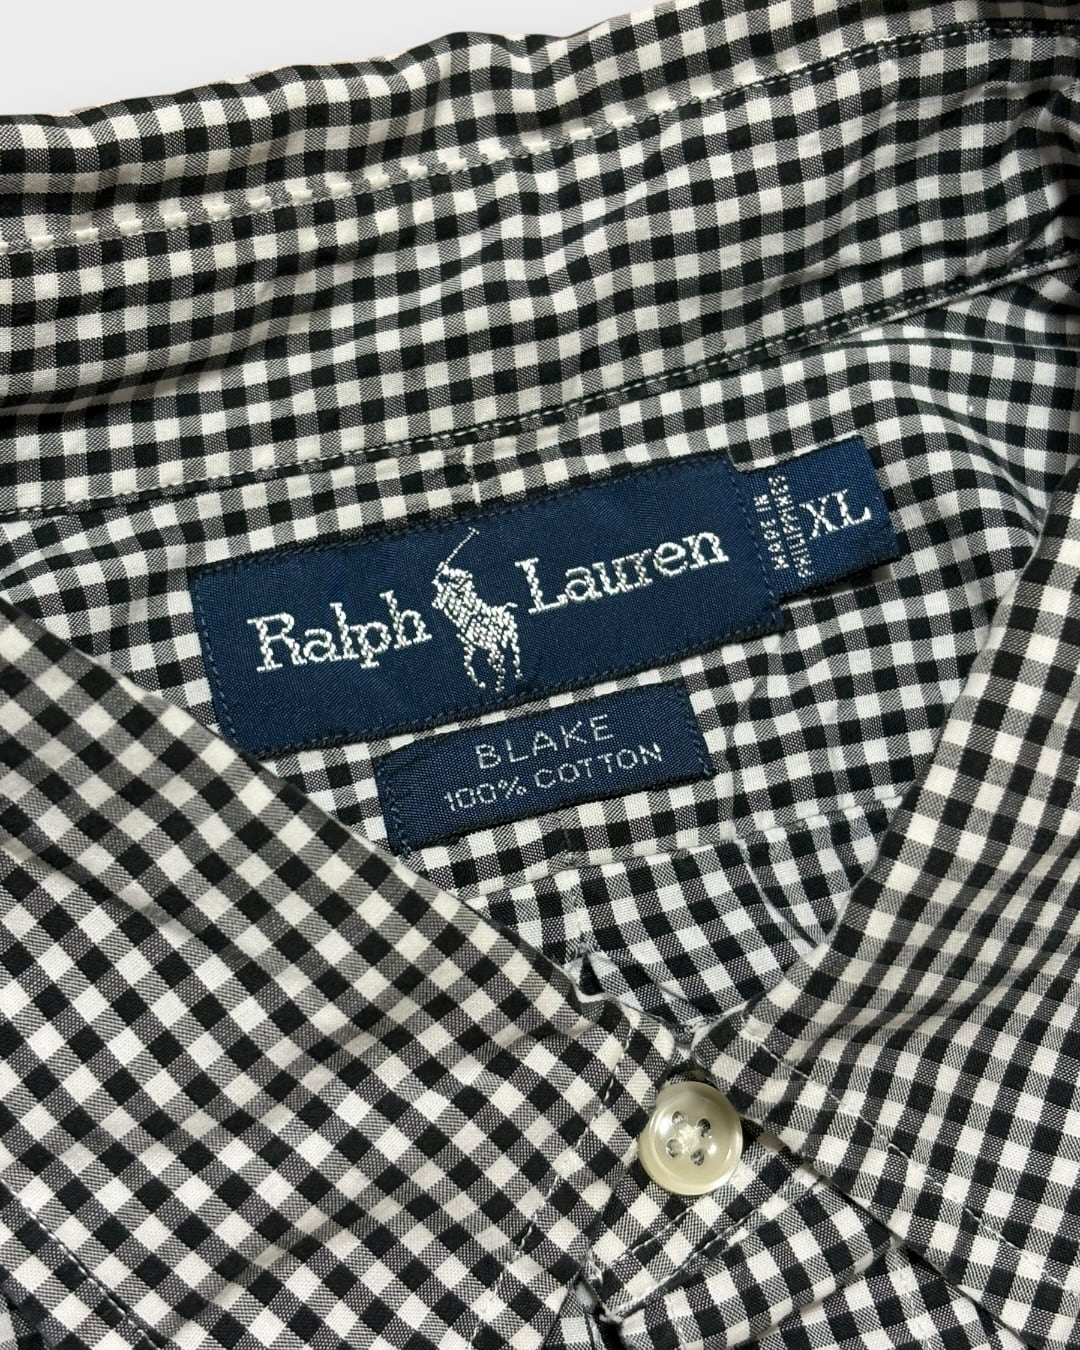 Ralph Lauren
XL
MADE IN
PHILIPPINES
BLAKE
100% COTTON